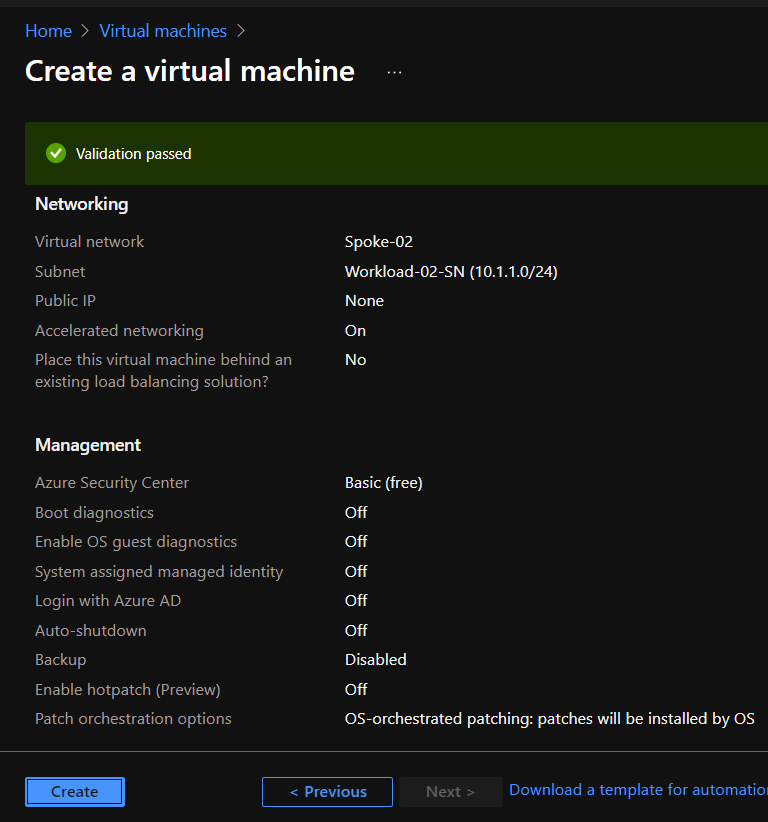 Home > Virtual machines >
Create a virtual machine ...
Validation passed
Networking
Virtual network Spoke-02
Subnet Workload-02-SN (10.1.1.0/24)
Public IP None
Accelerated networking On
Place this virtual machine behind an No
existing load balancing solution?
Management
Azure Security Center Basic (free)
Boot diagnostics Off
Enable OS guest diagnostics Off
System assigned managed identity Off
Login with Azure AD Off
Auto-shutdown Off
Backup Disabled
Enable hotpatch (Preview) Off
Patch orchestration options OS-orchestrated patching: patches will be installed by OS
Create < Previous Next > Download a template for automatio